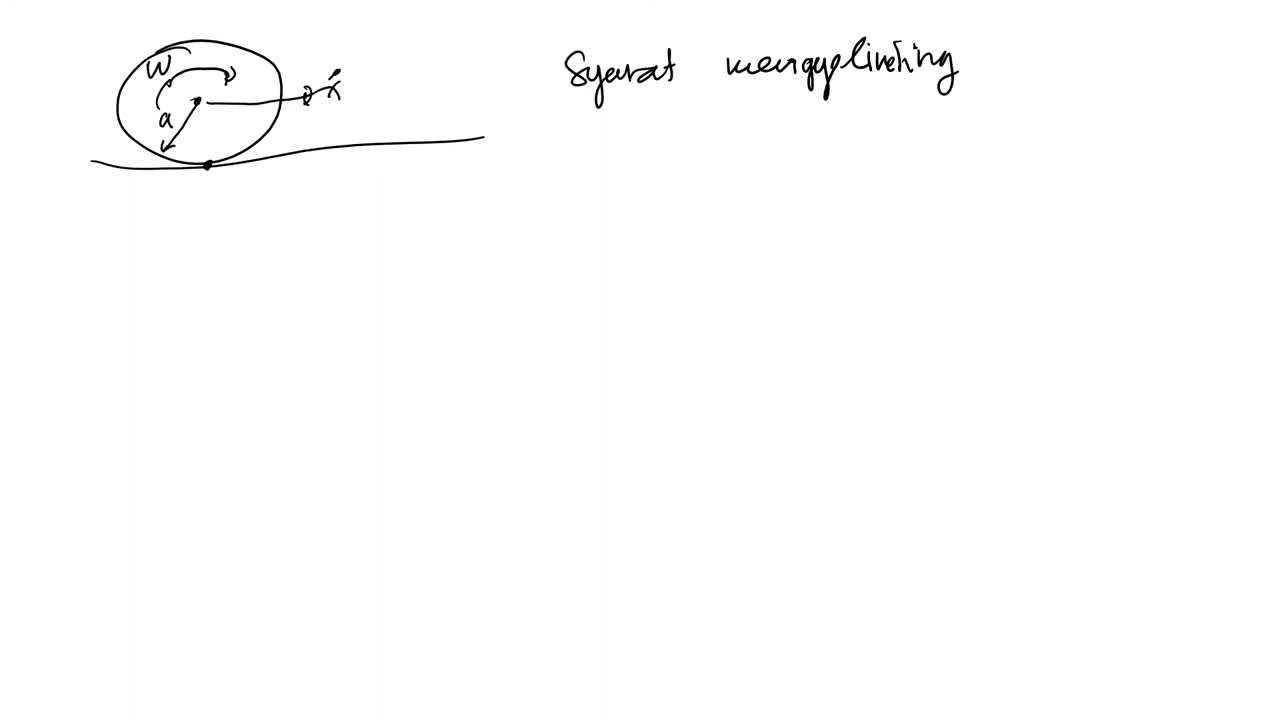 Syarat menggelinding
ω
a
ẋ